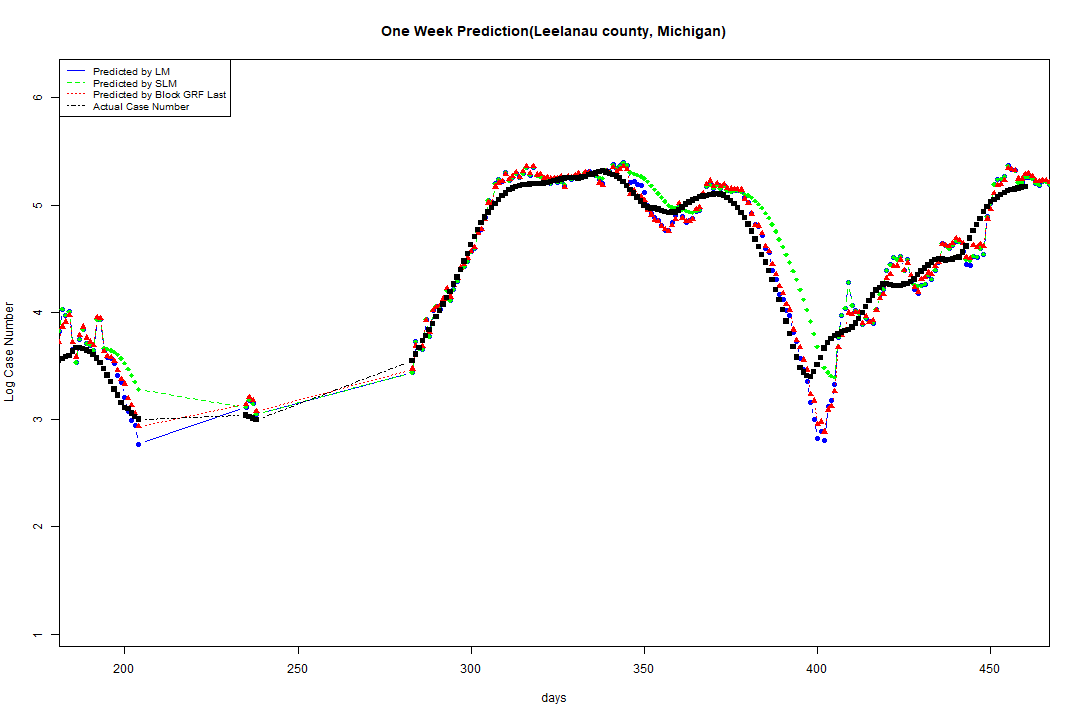 One Week Prediction(Leelanau county, Michigan)
Predicted by LM
Predicted by SLM
Predicted by Block GRF Last
Actual Case Number
Log Case Number
6
5
4
3
2
1
200 250 300 350 400 450
days